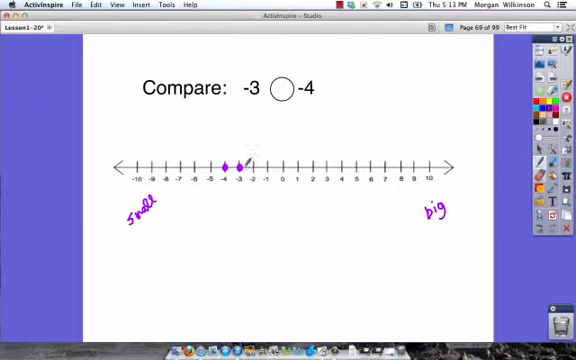 ActivInspire File Edit View Insert Tools Help Thu 5:13 PM Morgan Wilkinson
ActivInspire - Studio
Lesson1-20* Page 69 of 99 Best Fit
Compare: -3 -4
-10 -9 -8 -7 -6 -5 -4 -3 -2 -1 0 1 2 3 4 5 6 7 8 9 10
small big